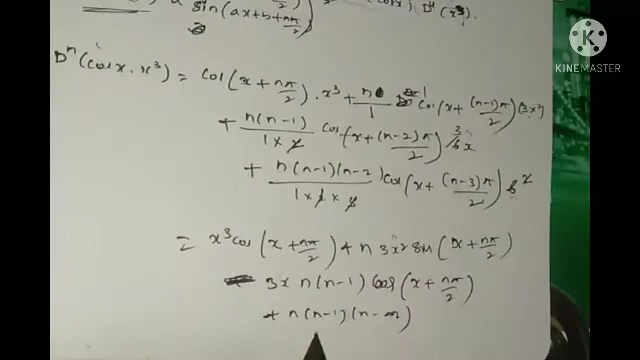 sin(ax+b+nπ/2)
KINEMASTER
Dⁿ(cosx·x³) = cos(x+nπ/2)·x³ + n/1 cos(x+(n-1)π/2)(3x²)
+ n(n-1)/1×2 cos(x+(n-2)π/2) 3/6x
+ n(n-1)(n-2)/1×2×3 cos(x+(n-3)π/2) 6
= x³cos(x+nπ/2) + n 3x² sin(x+nπ/2)
3x n(n-1) cos(x+nπ/2)
+ n(n-1)(n-